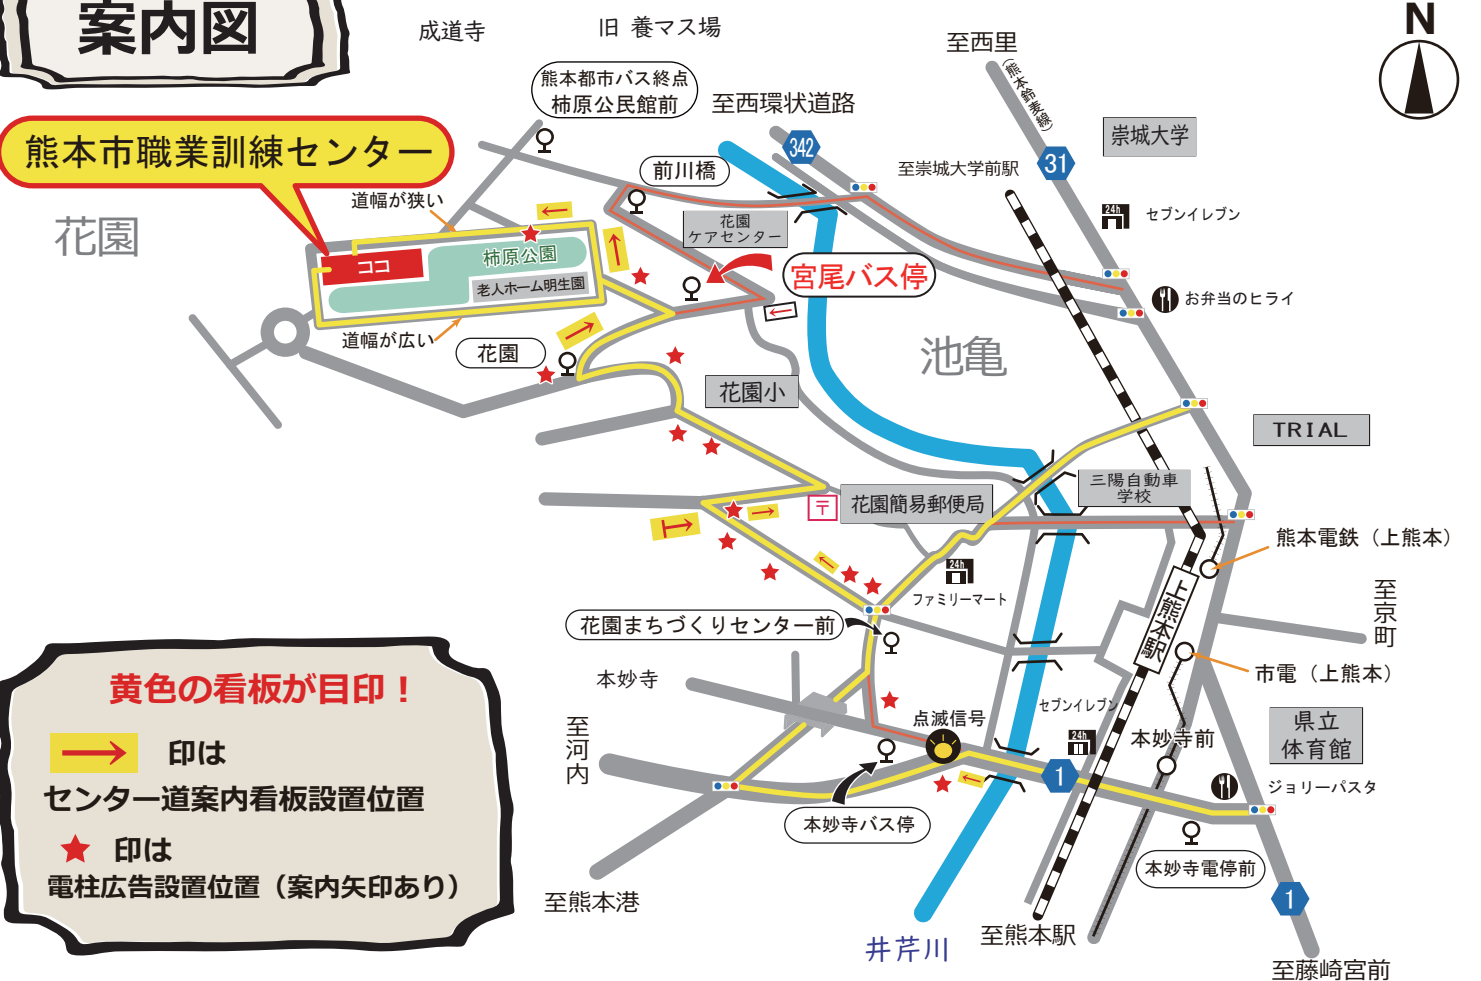 案内図
成道寺
旧 養マス場
至西里
(熊本鈴麦線)
N
熊本都市バス終点
柿原公民館前
至西環状道路
342
31
崇城大学
熊本市職業訓練センター
前川橋
至崇城大学前駅
道幅が狭い
花園
花園
ケアセンター
24h
セブンイレブン
柿原公園
ココ
老人ホーム明生園
宮尾バス停
お弁当のヒライ
道幅が広い
花園
池亀
花園小
TRIAL
三陽自動車
学校
〒
花園簡易郵便局
熊本電鉄(上熊本)
24h
ファミリーマート
上熊本駅
至京町
花園まちづくりセンター前
本妙寺
市電(上熊本)
黄色の看板が目印!
→ 印は
センター道案内看板設置位置
★ 印は
電柱広告設置位置(案内矢印あり)
至河内
点滅信号
セブンイレブン
24h
本妙寺前
県立
体育館
1
ジョリーパスタ
本妙寺バス停
本妙寺電停前
1
至熊本港
井芹川
至熊本駅
至藤崎宮前